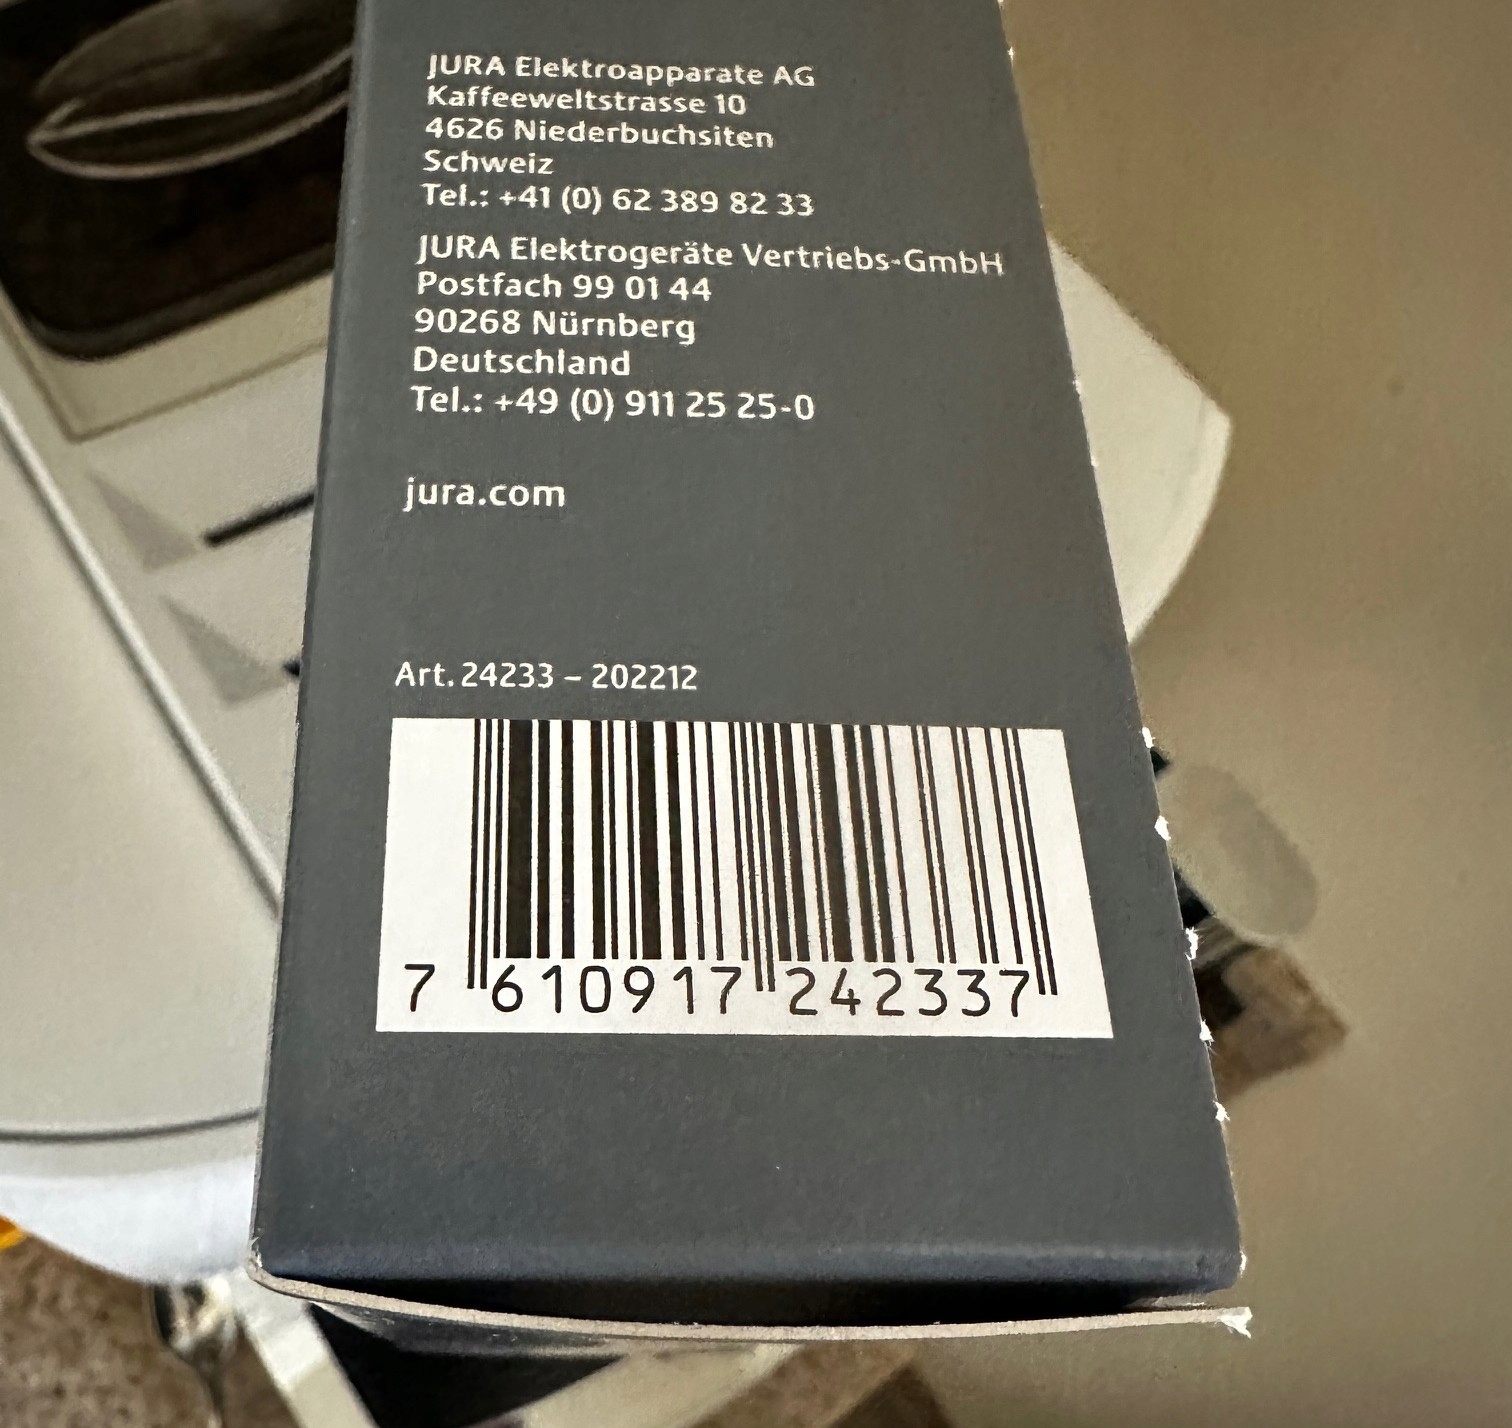 JURA Elektroapparate AG
Kaffeeweltstrasse 10
4626 Niederbuchsiten
Schweiz
Tel.: +41 (0) 62 389 82 33
JURA Elektrogeräte Vertriebs-GmbH
Postfach 99 01 44
90268 Nürnberg
Deutschland
Tel.: +49 (0) 911 25 25-0
jura.com
Art. 24233 – 202212
7 610917 242337